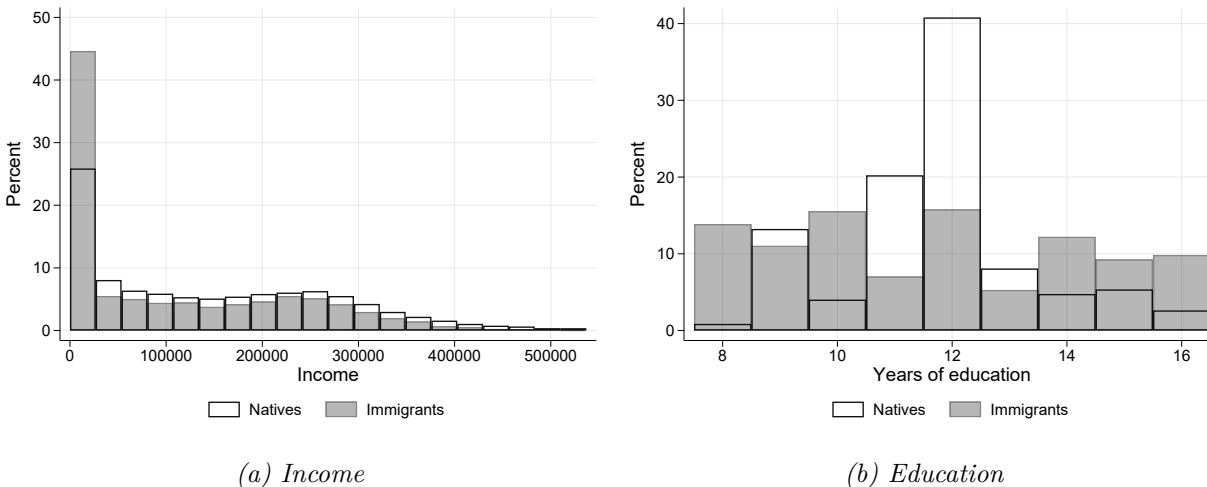 50
40
30
20
10
0
Percent
0 100000 200000 300000 400000 500000
Income
Natives Immigrants
(a) Income
40
30
20
10
0
Percent
8 10 12 14 16
Years of education
Natives Immigrants
(b) Education